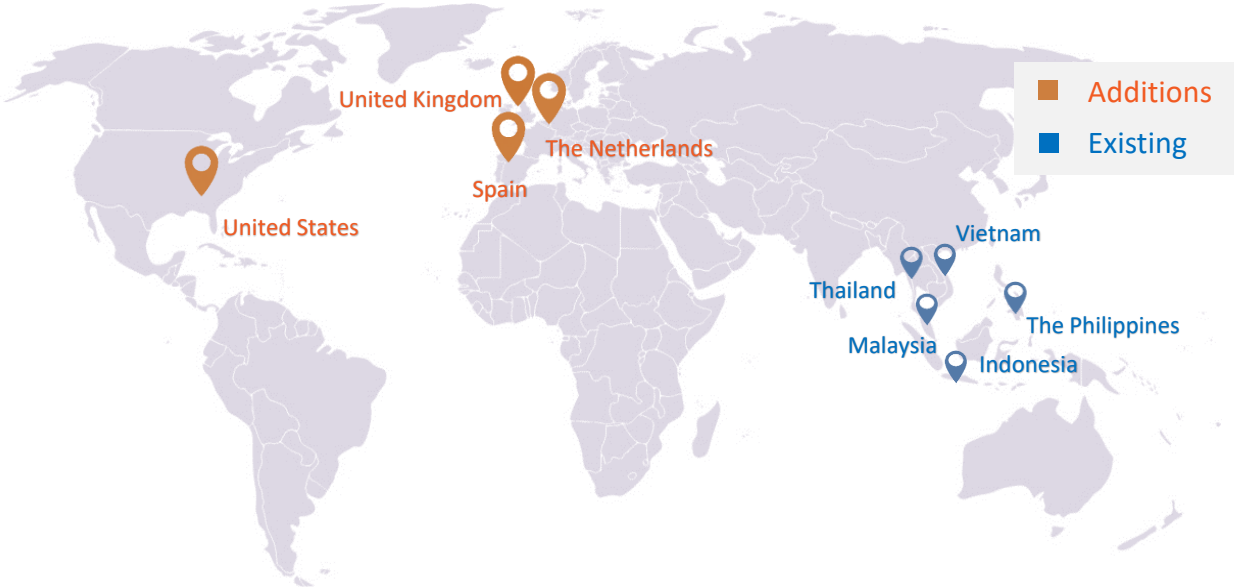 United Kingdom
The Netherlands
Spain
United States
Additions
Existing
Vietnam
Thailand
The Philippines
Malaysia
Indonesia